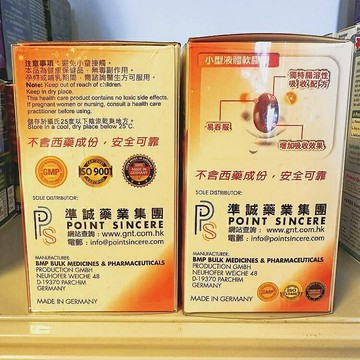 注意事項：避免小童接觸。
本品為健康保健品，無毒副作用。
孕婦或哺乳期間，需諮詢醫生方可服用。
Note: Keep out of reach of children.
Keep in dry place.
This health care product contains no toxic side effects.
If pregnant women or nursing, consult a health care
practitioner before using.
儲存於攝氏25度以下陰涼乾爽地方。
Store in a cool, dry place below 25°C.
不含西藥成份，安全可靠
GMP
ISO 9001
SOLE DISTRIBUTOR:
PS
準誠藥業集團
POINT SINCERE
網站查詢：www.gnt.com.hk
電郵：info@pointsincere.com
MANUFACTURER:
BMP BULK MEDICINES & PHARMACEUTICALS
PRODUCTION GMBH
NEUHOFER WEICHE 48
D-19370 PARCHIM
GERMANY
MADE IN GERMANY
小型液體軟膠
獨特腸溶性
吸收配方
易吞服
增加吸收效果
不含西藥成份，安全可靠
SOLE DISTRIBUTOR:
PS
準誠藥業集團
POINT SINCERE
網站查詢：www.gnt.com.hk
電郵：info@pointsincere.com
MANUFACTURER:
BMP BULK MEDICINES & PHARMACEUTICALS
PRODUCTION GMBH
NEUHOFER WEICHE 48
D-19370 PARCHIM
GERMANY
GMP
ISO
MADE IN GERMANY